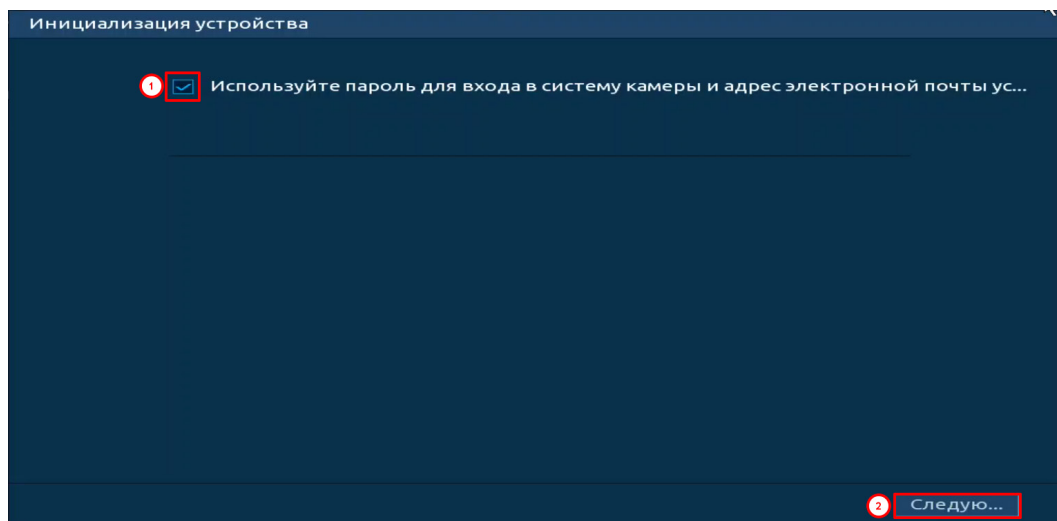 Инициализация устройства
1 Используйте пароль для входа в систему камеры и адрес электронной почты ус...
2 Следую...